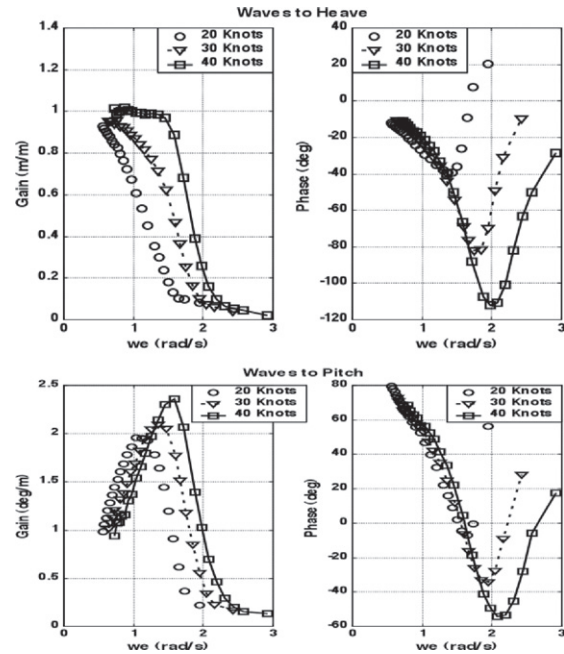 Waves to Heave
1.4
1.2
1
0.8
0.6
0.4
0.2
0
Gain (m/m)
20 Knots
30 Knots
40 Knots
0 1 2 3
we (rad/s)
40
20
0
-20
-40
-60
-80
-100
-120
Phase (deg)
20 Knots
30 Knots
40 Knots
0 1 2 3
we (rad/s)
Waves to Pitch
2.5
2
1.5
1
0.5
0
Gain (deg/m)
20 Knots
30 Knots
40 Knots
0 1 2 3
we (rad/s)
80
60
40
20
0
-20
-40
-60
Phase (deg)
20 Knots
30 Knots
40 Knots
0 1 2 3
we (rad/s)